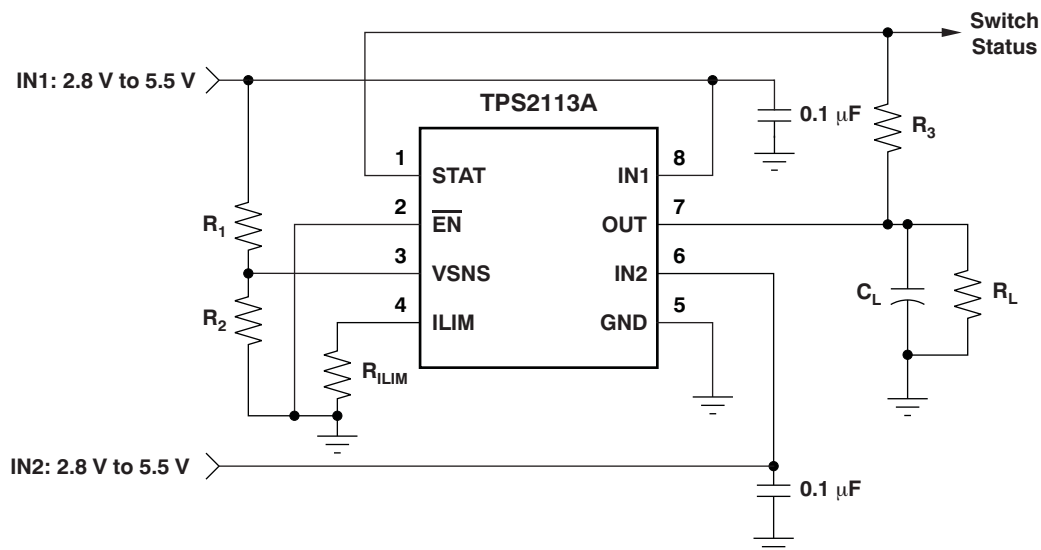 Switch
Status
IN1: 2.8 V to 5.5 V
TPS2113A
0.1 μF
R3
1
STAT
IN1
8
2
EN
OUT
7
R1
3
VSNS
IN2
6
R2
4
ILIM
GND
5
CL
RL
RILIM
IN2: 2.8 V to 5.5 V
0.1 μF